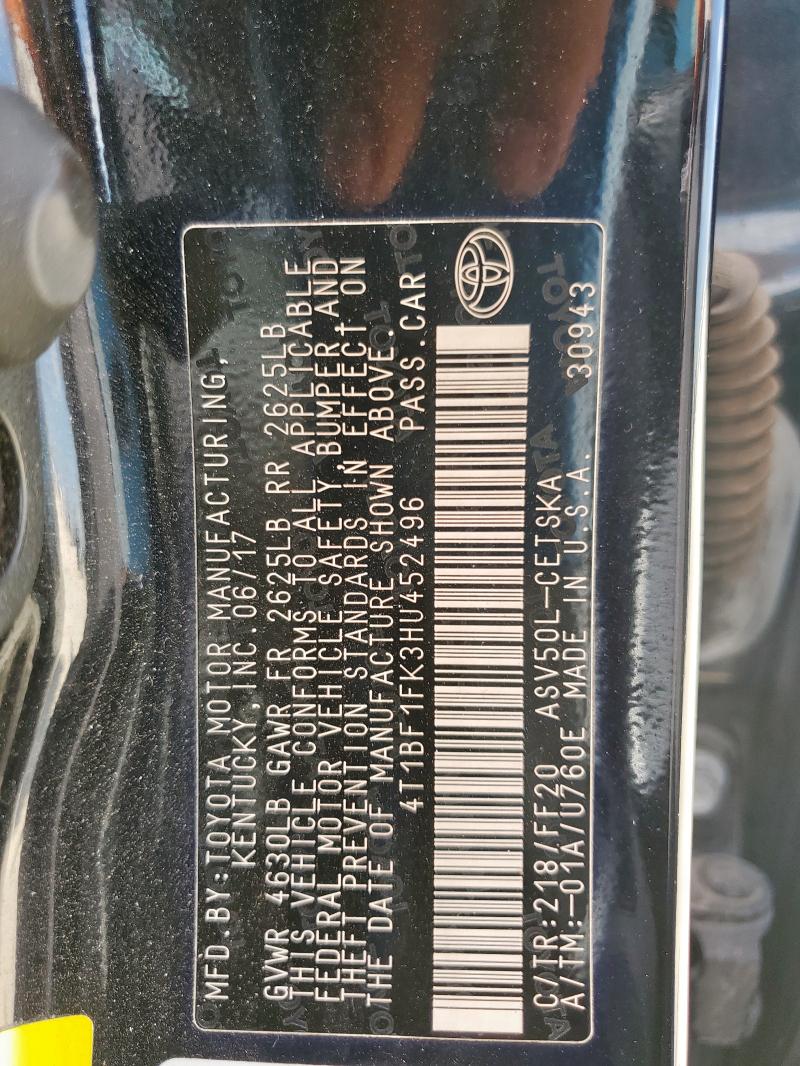 MFD.BY:TOYOTA MOTOR MANUFACTURING,
KENTUCKY,INC. 06/17
GVWR 4630LB GAWR FR 2625LB RR 2625LB
THIS VEHICLE CONFORMS TO ALL APPLICABLE
FEDERAL MOTOR VEHICLE SAFETY,BUMPER AND
THEFT PREVENTION STANDARDS IN EFFECT ON
THE DATE OF MANUFACTURE SHOWN ABOVE.
4T1BF1FK3HU452496 PASS.CAR
C/TR:218/FF20 ASV50L-CETSKA
A/TM:-01A/U760E MADE IN U.S.A. 30943